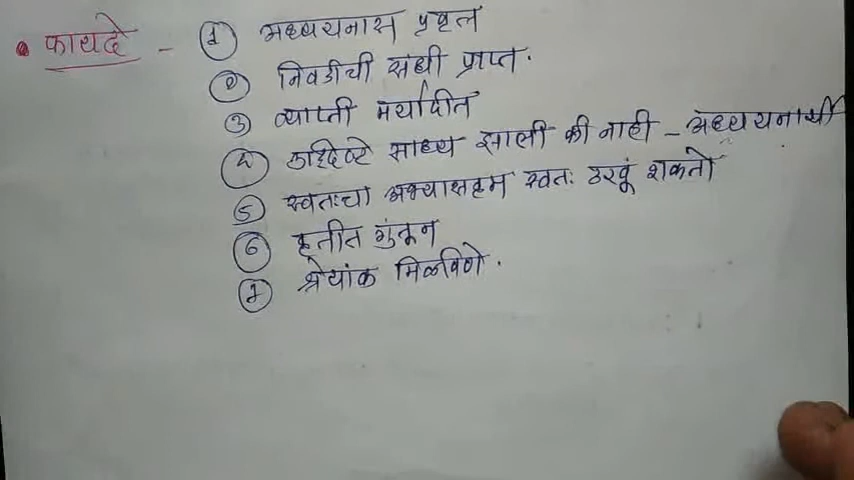 • फायदे – ① अध्ययनास प्रवृत्त
② निवडीची संधी प्राप्त.
③ व्याप्ती मर्यादीत
④ उद्दिष्टे साध्य झाली की नाही – अध्ययनार्थी
⑤ स्वतःचा अभ्यासक्रम स्वतः ठरवूं शकतो
⑥ कृतीत गुंतून
⑦ श्रेयांक मिळविणे.